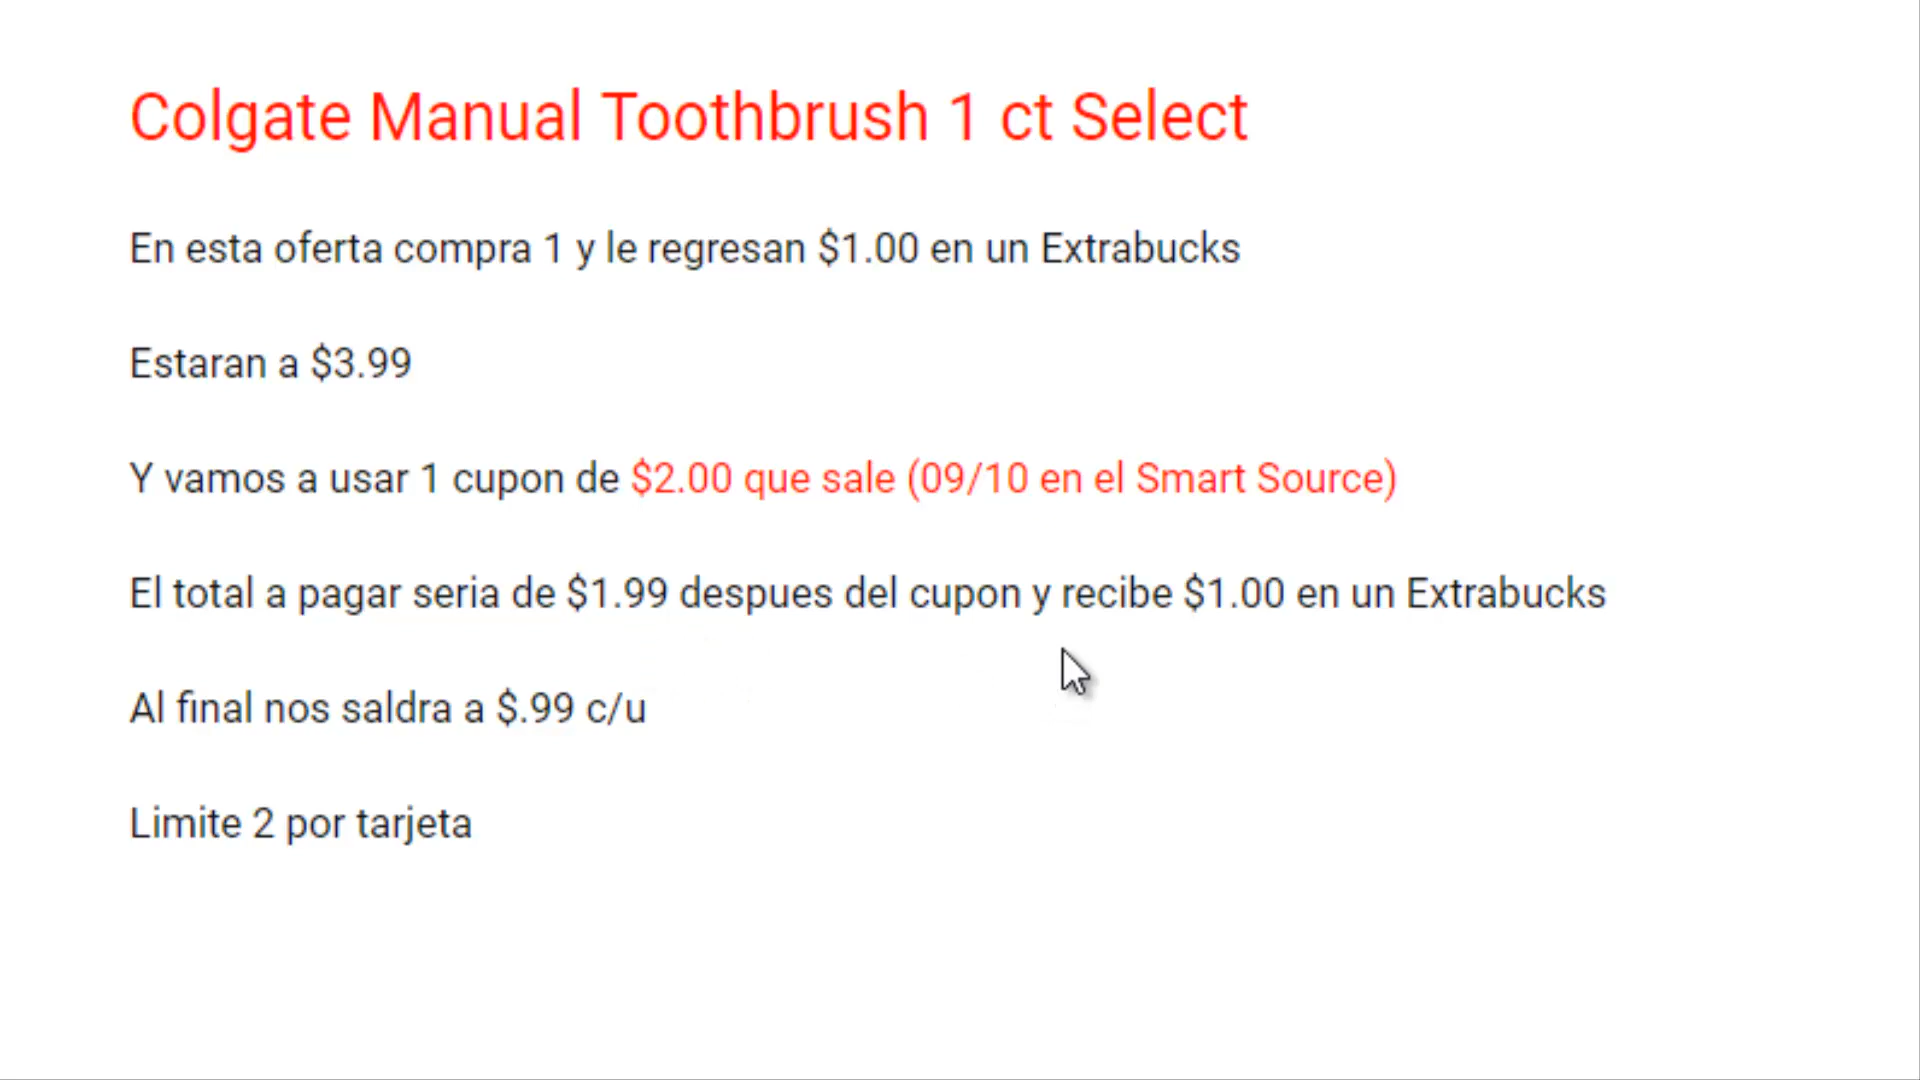 Colgate Manual Toothbrush 1 ct Select
En esta oferta compra 1 y le regresan $1.00 en un Extrabucks
Estaran a $3.99
Y vamos a usar 1 cupon de $2.00 que sale (09/10 en el Smart Source)
El total a pagar seria de $1.99 despues del cupon y recibe $1.00 en un Extrabucks
Al final nos saldra a $.99 c/u
Limite 2 por tarjeta